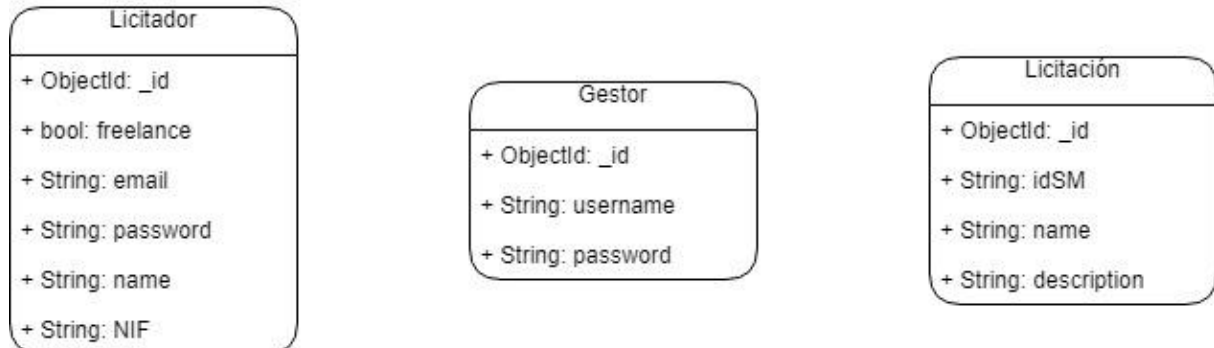 Licitador
+ ObjectId: _id
+ bool: freelance
+ String: email
+ String: password
+ String: name
+ String: NIF
Gestor
+ ObjectId: _id
+ String: username
+ String: password
Licitación
+ ObjectId: _id
+ String: idSM
+ String: name
+ String: description